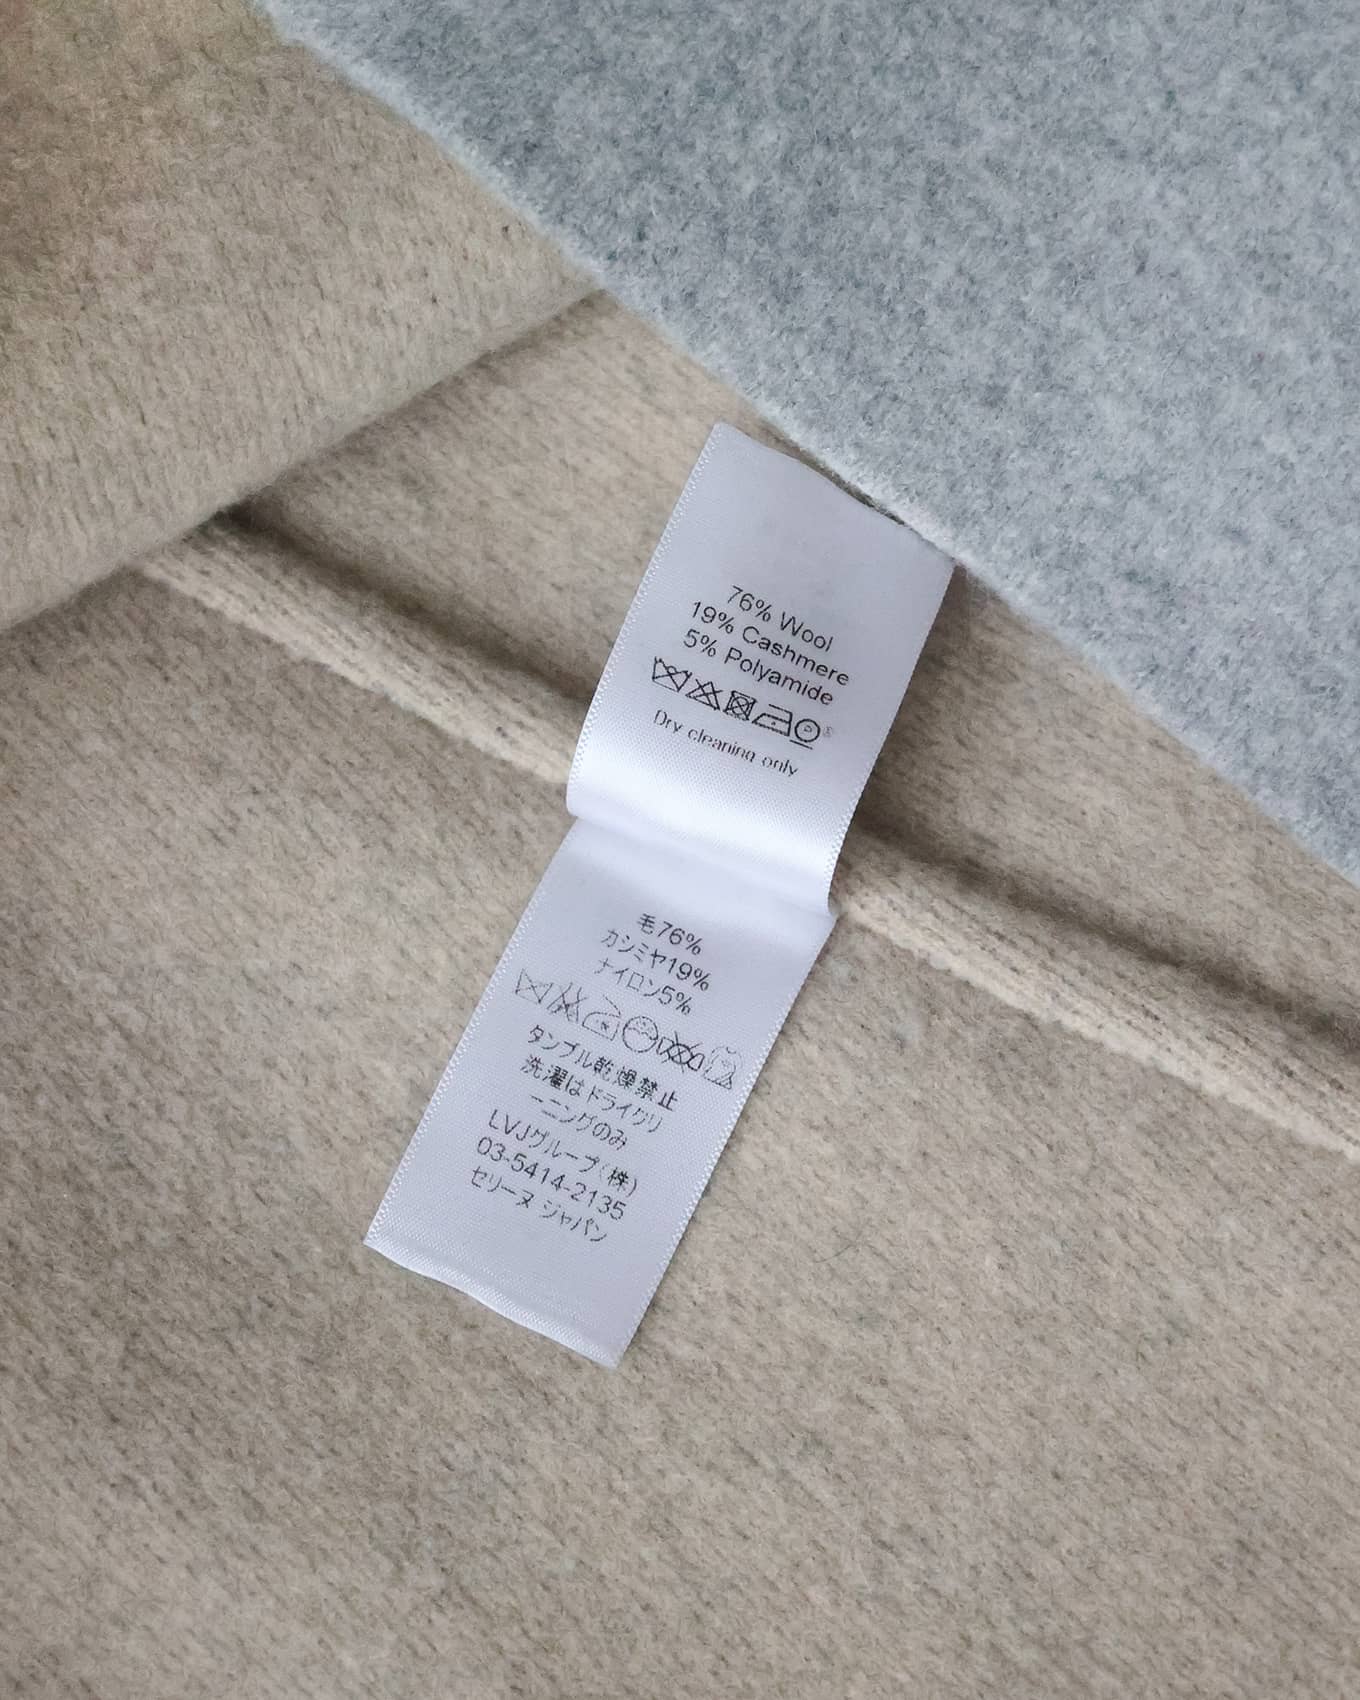 76% Wool
19% Cashmere
5% Polyamide
P
Dry cleaning only
毛76%
カシミヤ19%
ナイロン5%
タンブル乾燥禁止
洗濯はドライクリ
ーニングのみ
LVJグループ(株)
03-5414-2135
セリーヌ ジャパン